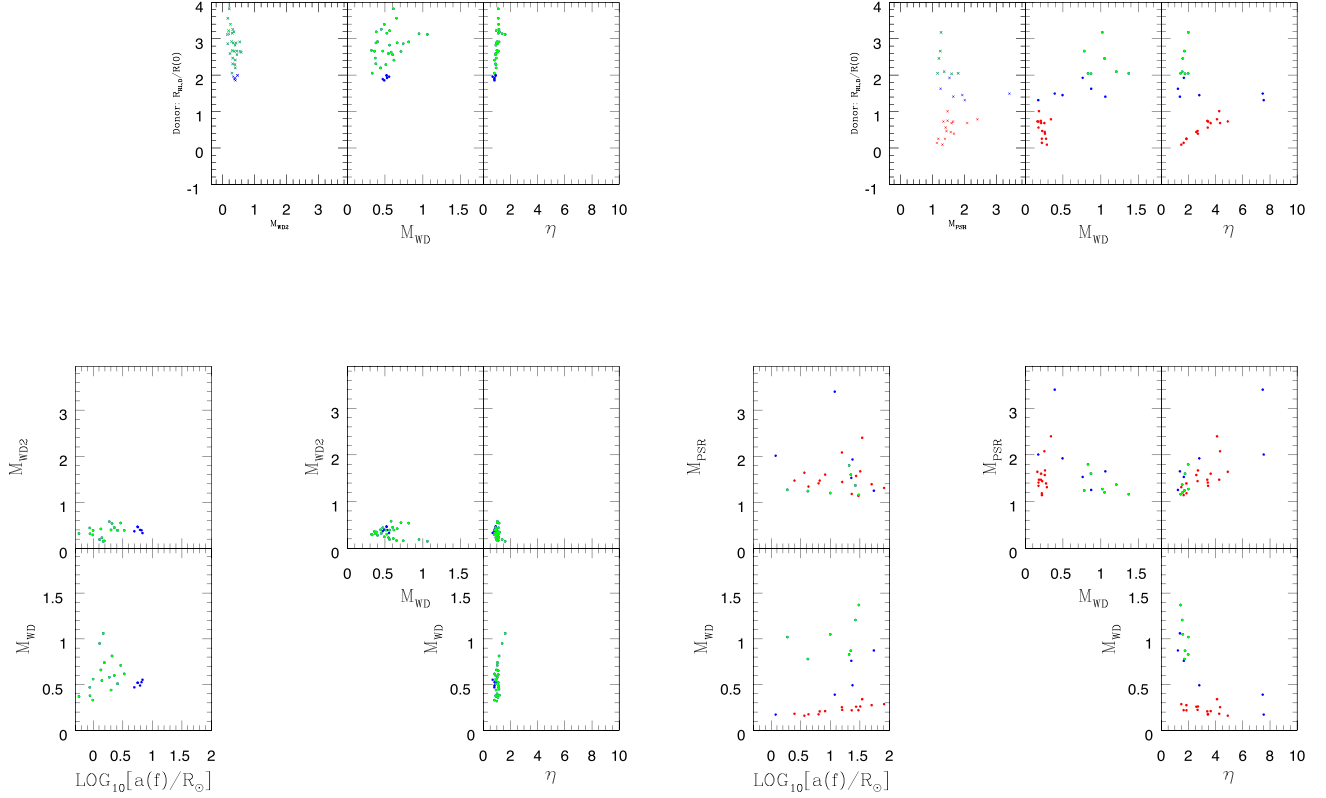 4 4
3 3
Donor: R_RLD/R(0) Donor: R_RLD/R(0)
2 2
1 1
0 0
-1 -1
0 1 2 3 0.5 1 1.5 0 2 4 6 8 10 0 1 2 3 0 0.5 1 1.5 0 2 4 6 8 10
M_WD2 M_WD η M_PSR M_WD η
3 3 3 3
M_WD2 M_WD2 M_PSR M_PSR
2 2 2 2
1 1 1 1
0 0 0 0
0 0.5 1 1.5 0 0.5 1 1.5
M_WD M_WD
1.5 1.5 1.5 1.5
M_WD M_WD M_WD M_WD
1 1 1 1
0.5 0.5 0.5 0.5
0 0 0 0
0 0.5 1 1.5 2 0 2 4 6 8 10 0 0.5 1 1.5 2 0 2 4 6 8 10
LOG₁₀[a(f)/R⊙] η LOG₁₀[a(f)/R⊙] η